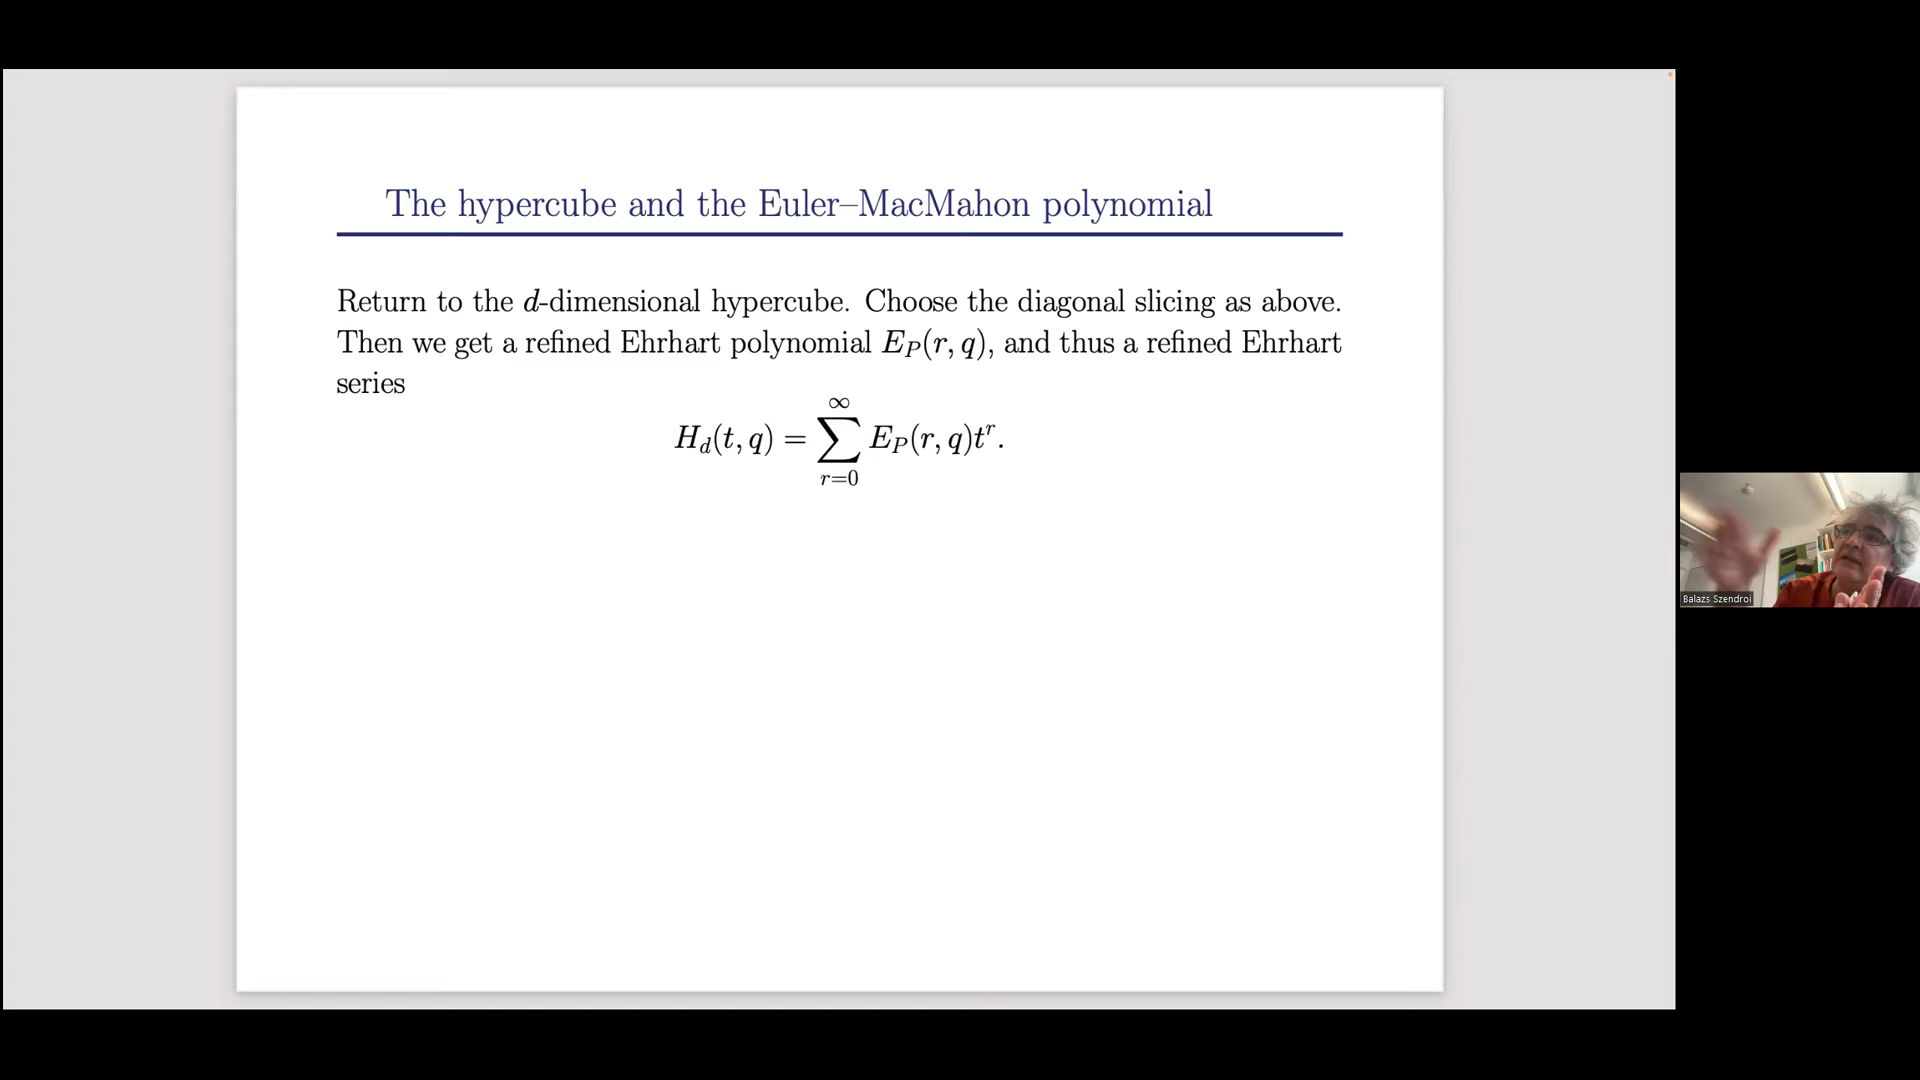 The hypercube and the Euler–MacMahon polynomial
Return to the d-dimensional hypercube. Choose the diagonal slicing as above.
Then we get a refined Ehrhart polynomial E_P(r, q), and thus a refined Ehrhart
series
H_d(t, q) = \sum_{r=0}^{\infty} E_P(r, q)t^r.
Balazs Szendroi